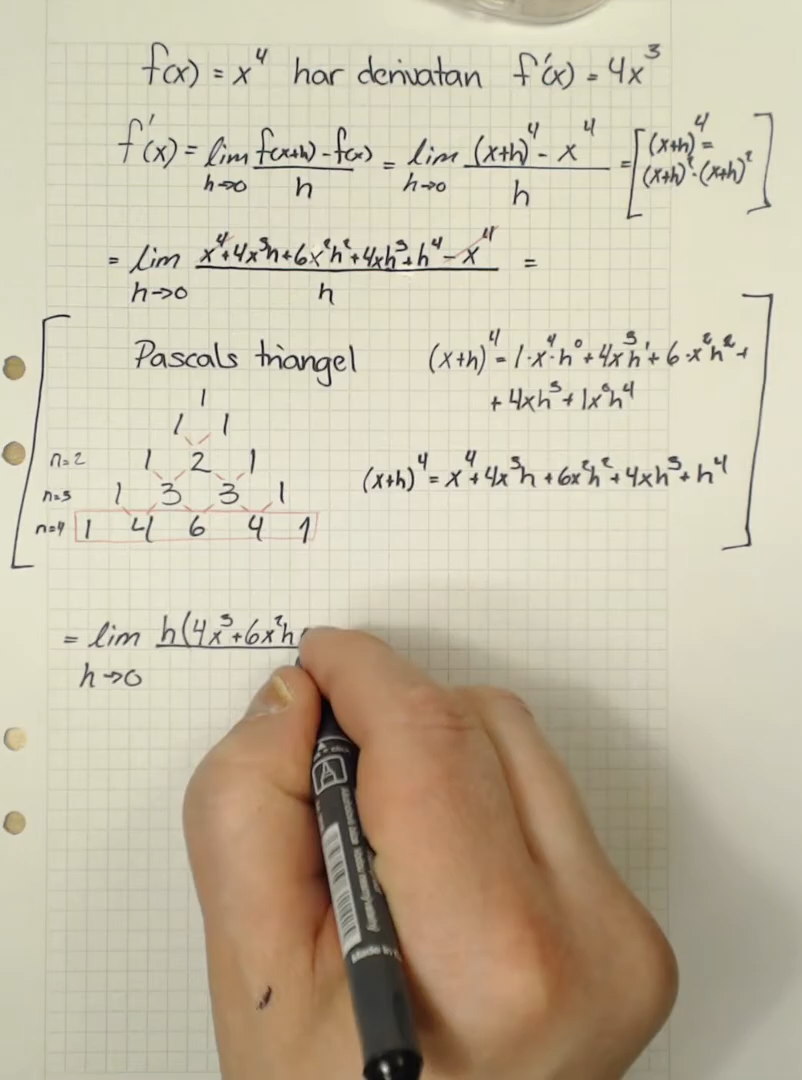 f(x) = x⁴ har derivatan f'(x) = 4x³
f'(x) = lim h→0 (f(x+h) - f(x))/h = lim h→0 ((x+h)⁴ - x⁴)/h = [(x+h)⁴ = (x+h)²·(x+h)²]
= lim h→0 (x⁴+4x³h+6x²h²+4xh³+h⁴-x⁴)/h =
Pascals triangel
1
1 1
n=2 1 2 1
n=3 1 3 3 1
n=4 1 4 6 4 1
(x+h)⁴ = 1·x⁴·h⁰+4x³h¹+6·x²h²+
+4xh³+1x⁰h⁴
(x+h)⁴ = x⁴+4x³h+6x²h²+4xh³+h⁴
= lim h→0 h(4x³+6x²h
A